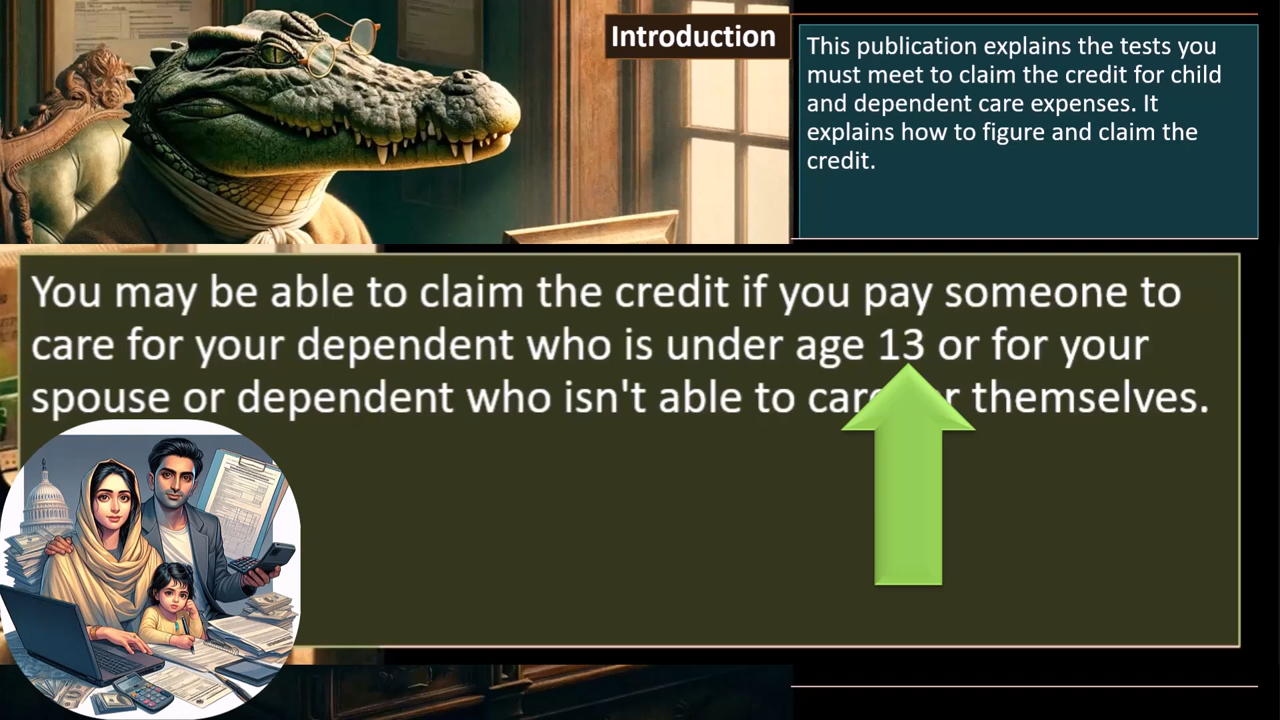 Introduction
This publication explains the tests you
must meet to claim the credit for child
and dependent care expenses. It
explains how to figure and claim the
credit.
You may be able to claim the credit if you pay someone to
care for your dependent who is under age 13 or for your
spouse or dependent who isn't able to themselves.